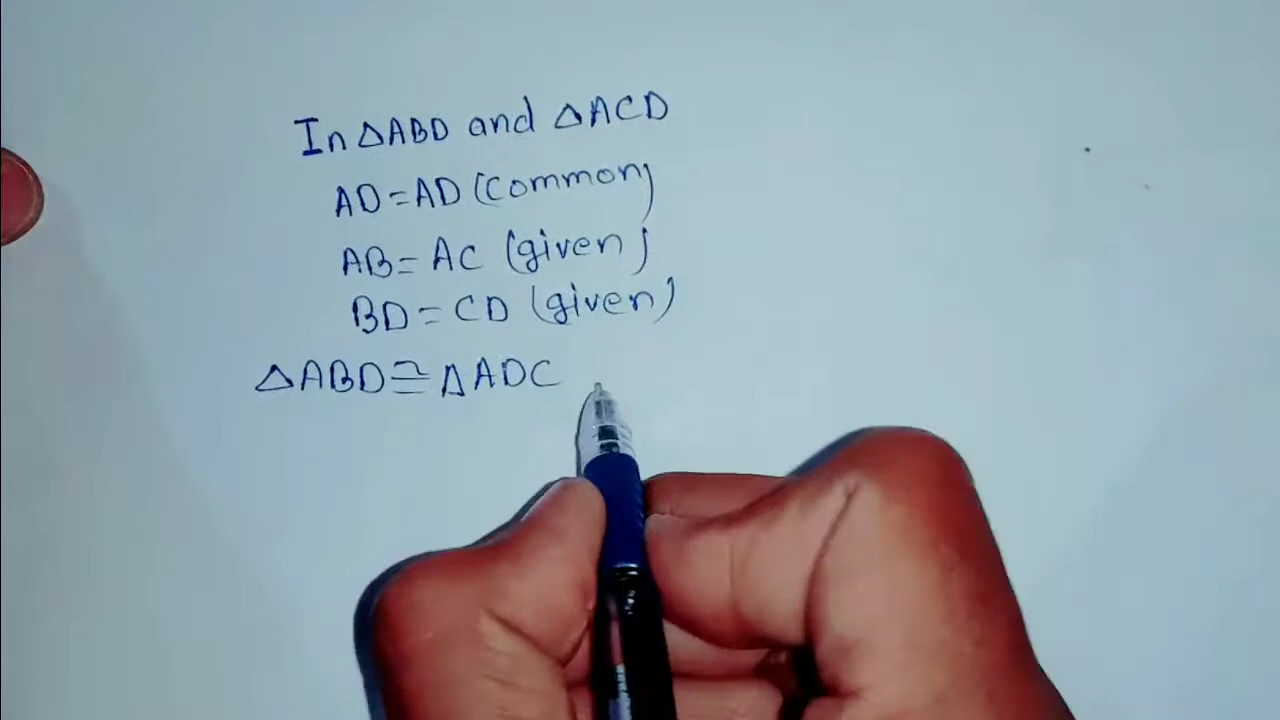 In △ABD and △ACD
AD=AD (common)
AB= AC (given)
BD=CD (given)
△ABD≅△ADC